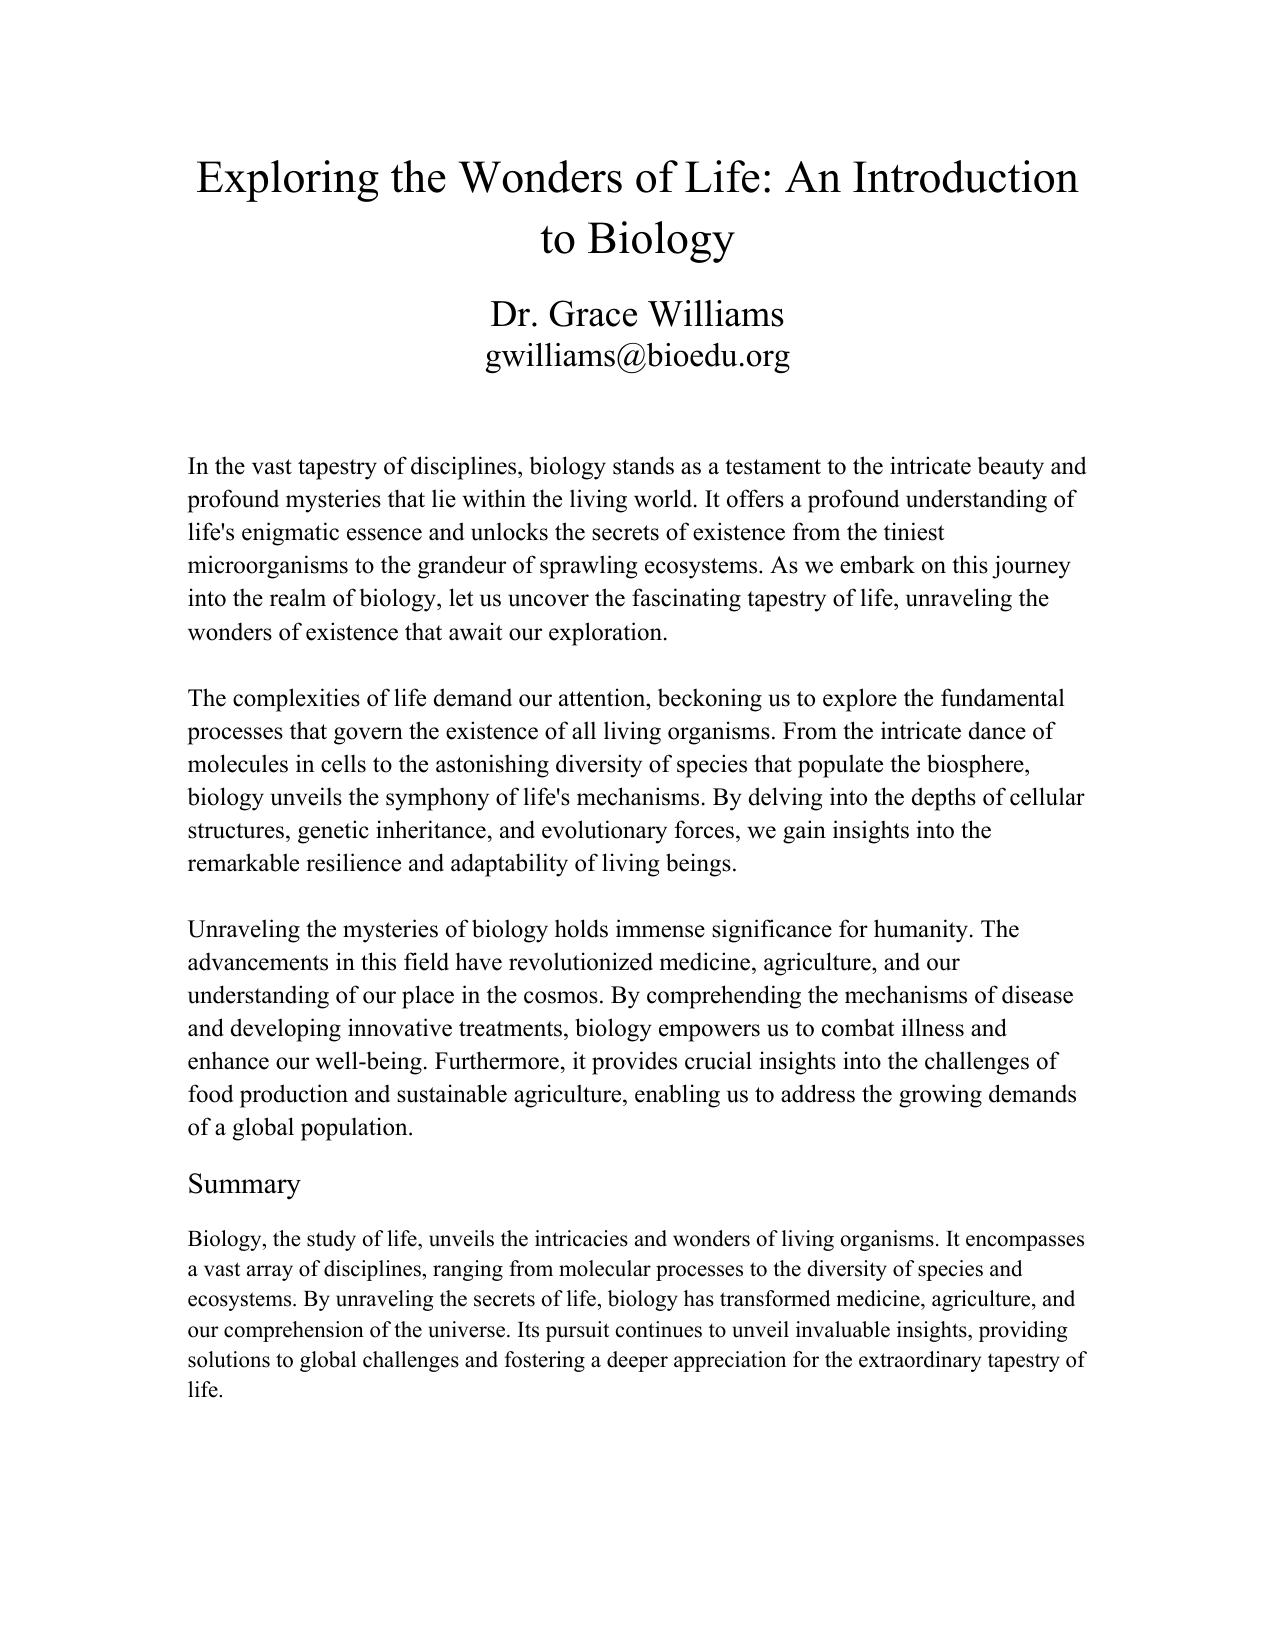 Exploring the Wonders of Life: An Introduction
to Biology
Dr. Grace Williams
gwilliams@bioedu.org
In the vast tapestry of disciplines, biology stands as a testament to the intricate beauty and
profound mysteries that lie within the living world. It offers a profound understanding of
life's enigmatic essence and unlocks the secrets of existence from the tiniest
microorganisms to the grandeur of sprawling ecosystems. As we embark on this journey
into the realm of biology, let us uncover the fascinating tapestry of life, unraveling the
wonders of existence that await our exploration.
The complexities of life demand our attention, beckoning us to explore the fundamental
processes that govern the existence of all living organisms. From the intricate dance of
molecules in cells to the astonishing diversity of species that populate the biosphere,
biology unveils the symphony of life's mechanisms. By delving into the depths of cellular
structures, genetic inheritance, and evolutionary forces, we gain insights into the
remarkable resilience and adaptability of living beings.
Unraveling the mysteries of biology holds immense significance for humanity. The
advancements in this field have revolutionized medicine, agriculture, and our
understanding of our place in the cosmos. By comprehending the mechanisms of disease
and developing innovative treatments, biology empowers us to combat illness and
enhance our well-being. Furthermore, it provides crucial insights into the challenges of
food production and sustainable agriculture, enabling us to address the growing demands
of a global population.
Summary
Biology, the study of life, unveils the intricacies and wonders of living organisms. It encompasses
a vast array of disciplines, ranging from molecular processes to the diversity of species and
ecosystems. By unraveling the secrets of life, biology has transformed medicine, agriculture, and
our comprehension of the universe. Its pursuit continues to unveil invaluable insights, providing
solutions to global challenges and fostering a deeper appreciation for the extraordinary tapestry of
life.